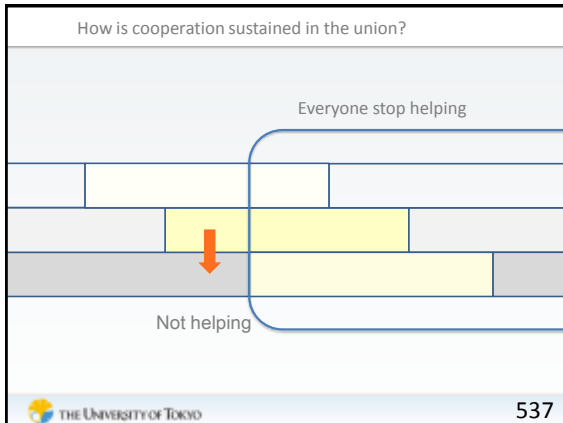 How is cooperation sustained in the union?
Everyone stop helping
Not helping
THE UNIVERSITY OF TOKYO
537